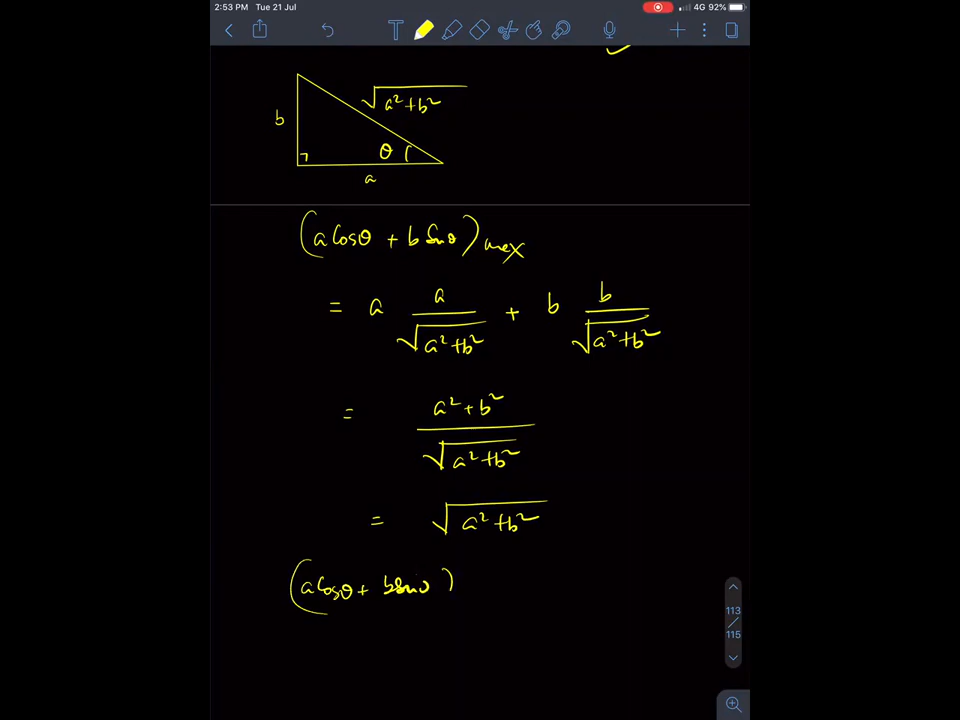 2:53 PM Tue 21 Jul 4G 92%
T
b √(a²+b²)
θ
a
(a Cosθ + b Sinθ)max
= a a/√(a²+b²) + b b/√(a²+b²)
= (a²+b²)/√(a²+b²)
= √(a²+b²)
(a Cosθ + b Sinθ)
113
/
115